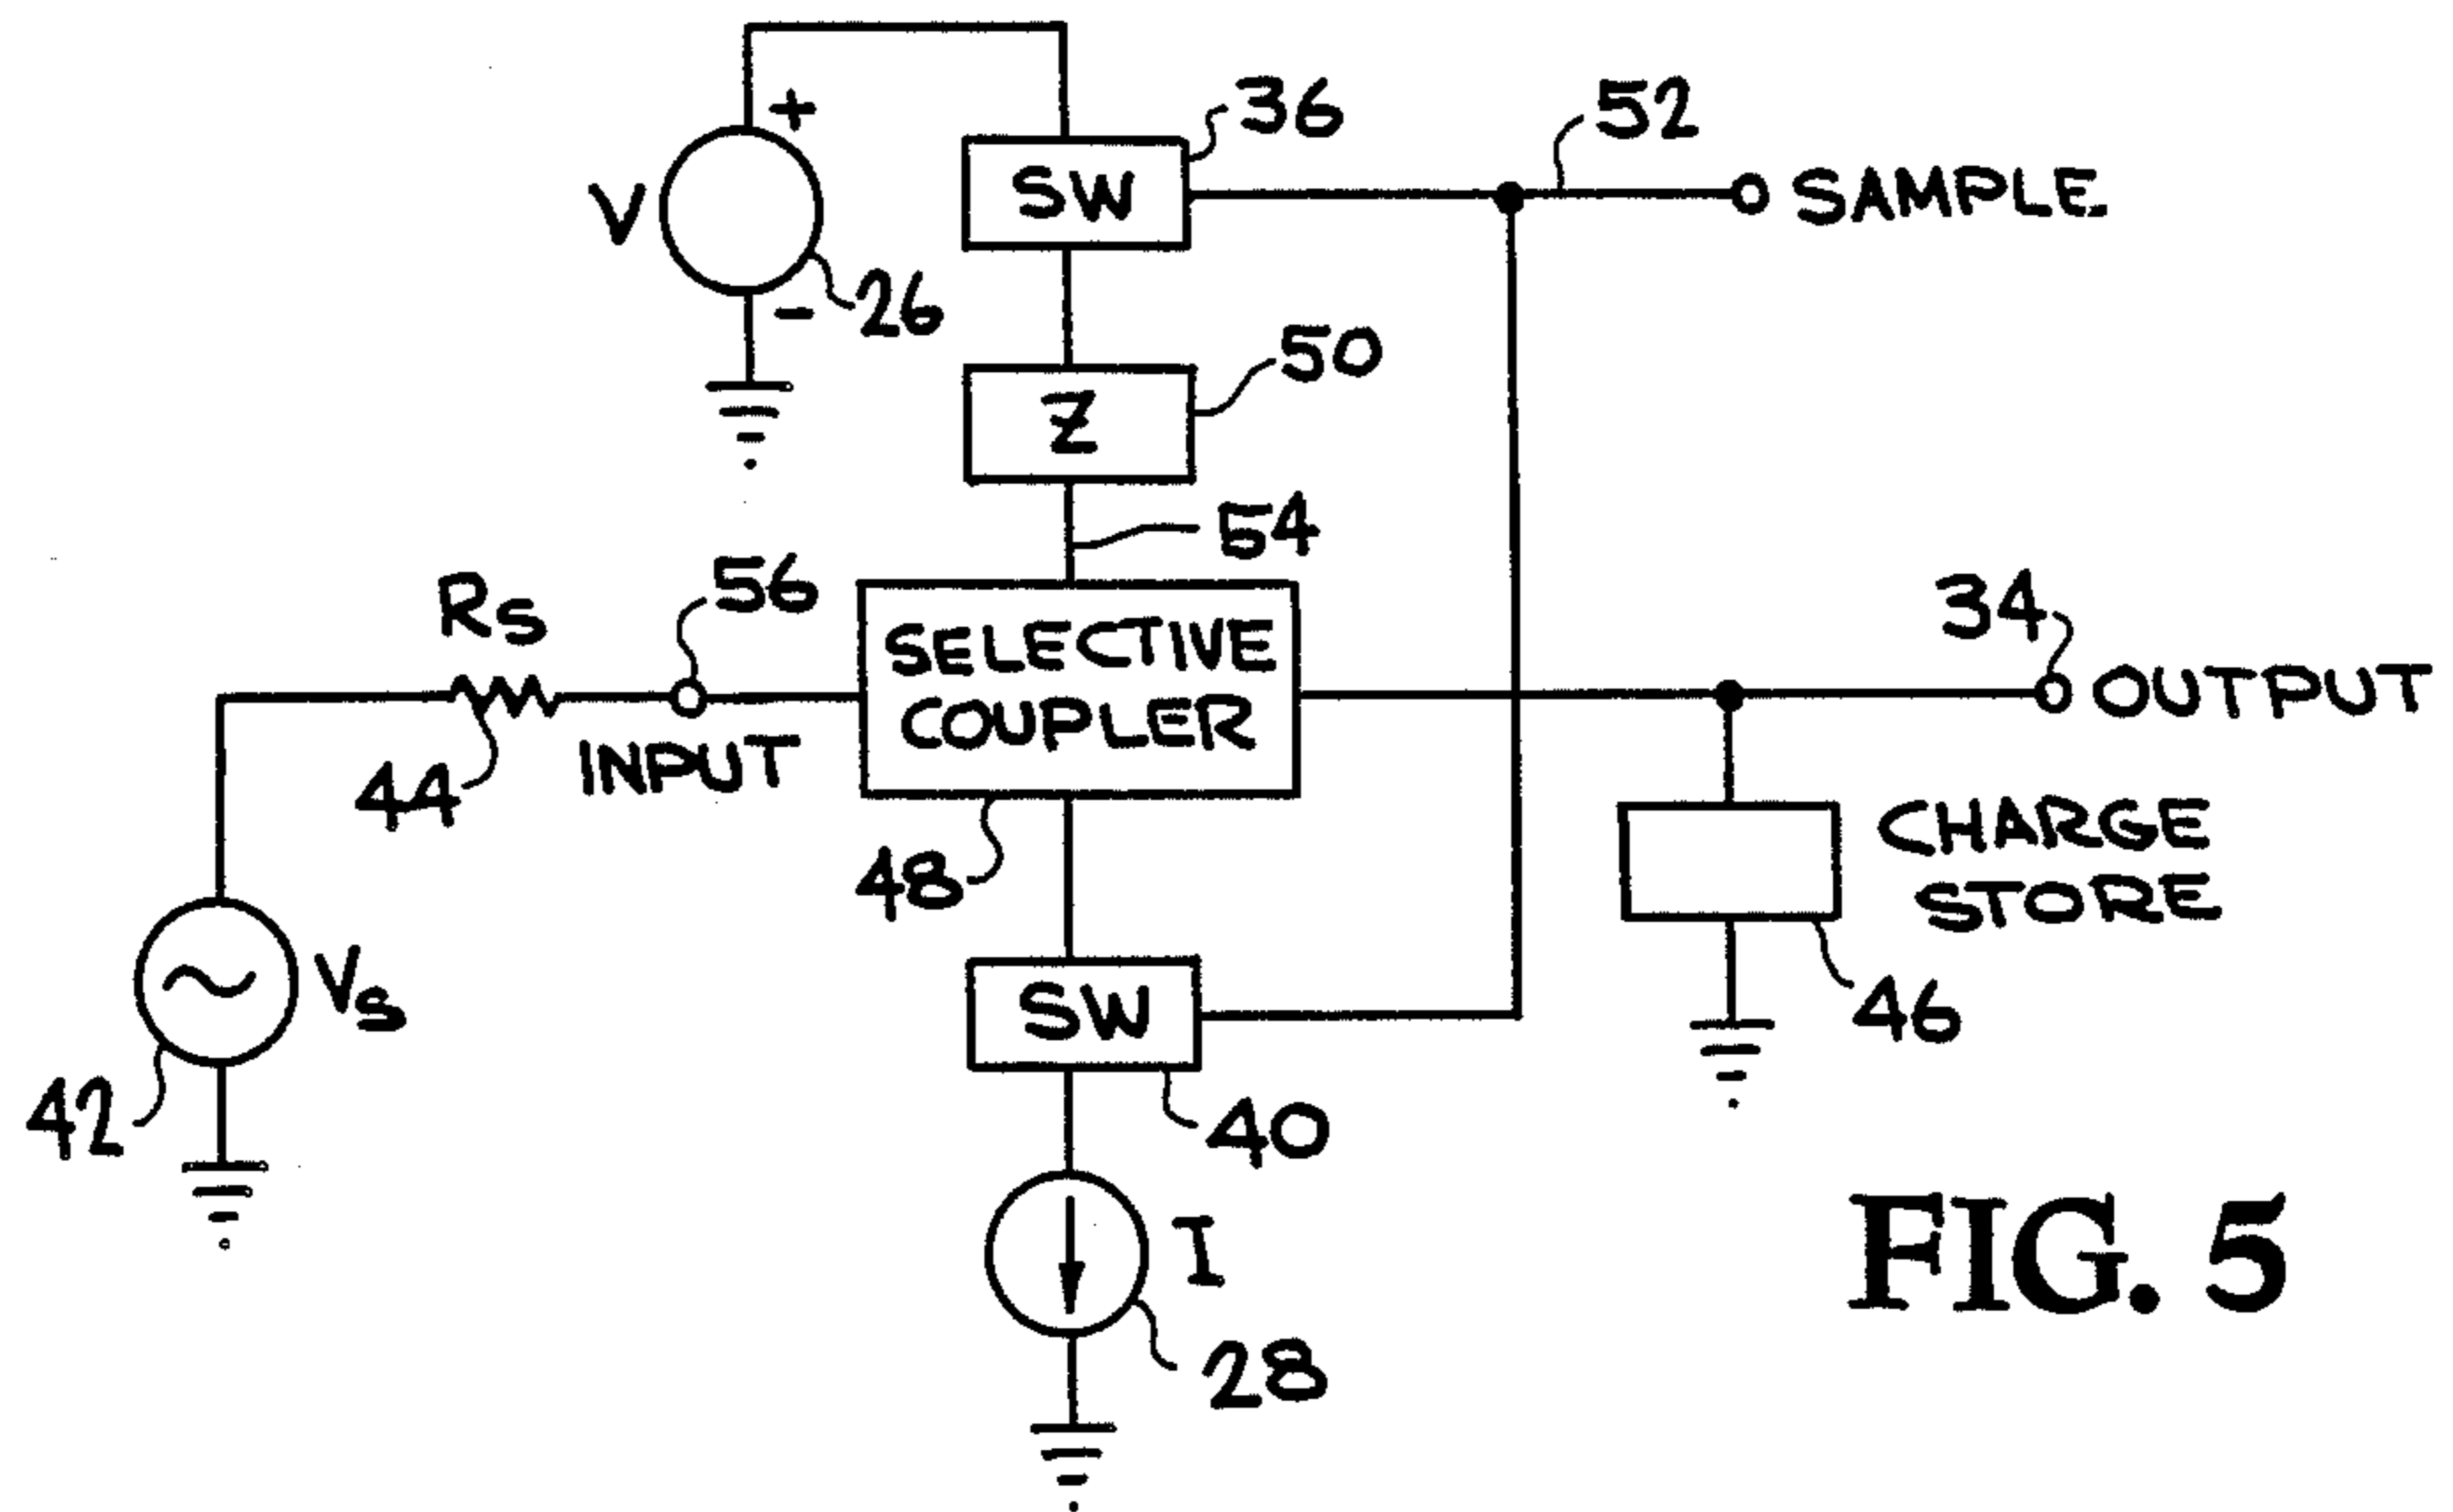 +
36
52
V
SW
SAMPLE
26
-
50
Z
54
56
Rs
34
SELECTIVE
COUPLER
OUTPUT
INPUT
44
CHARGE
STORE
48
Vs
SW
46
42
40
I
28
FIG. 5